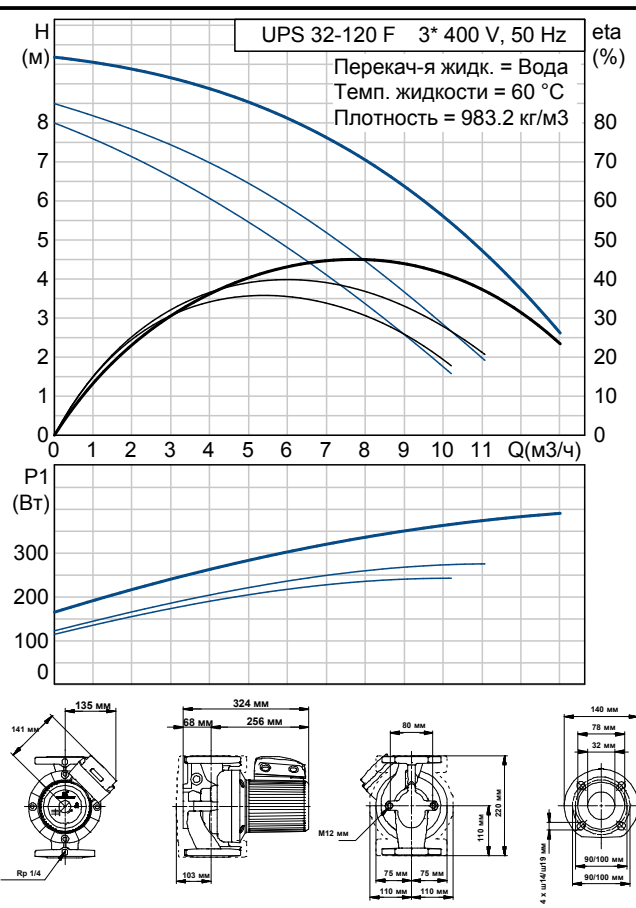 H
(м)
UPS 32-120 F 3* 400 V, 50 Hz
eta
(%)
Перекач-я жидк. = Вода
Темп. жидкости = 60 °C
Плотность = 983.2 кг/м3
8
7
6
5
4
3
2
1
0
80
70
60
50
40
30
20
10
0
0 1 2 3 4 5 6 7 8 9 10 11 Q(м3/ч)
P1
(Вт)
300
200
100
0
135 мм
141 мм
Rp 1/4
324 мм
68 мм
256 мм
103 мм
80 мм
M12 мм
110 мм
220 мм
75 мм
75 мм
110 мм
110 мм
140 мм
78 мм
32 мм
4 x ш14/ш19 мм
90/100 мм
90/100 мм